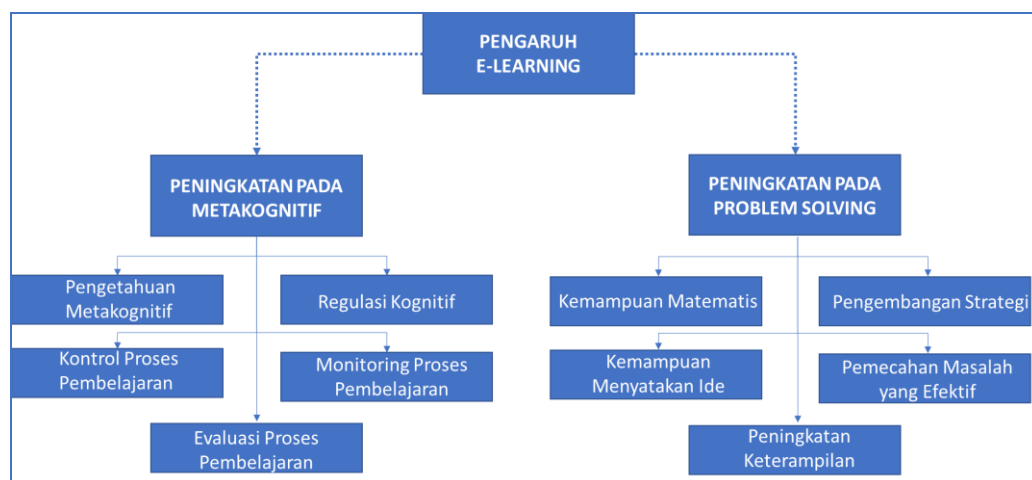 PENGARUH
E-LEARNING
PENINGKATAN PADA
METAKOGNITIF
PENINGKATAN PADA
PROBLEM SOLVING
Pengetahuan
Metakognitif
Regulasi Kognitif
Kontrol Proses
Pembelajaran
Monitoring Proses
Pembelajaran
Evaluasi Proses
Pembelajaran
Kemampuan Matematis
Pengembangan Strategi
Kemampuan
Menyatakan Ide
Pemecahan Masalah
yang Efektif
Peningkatan
Keterampilan